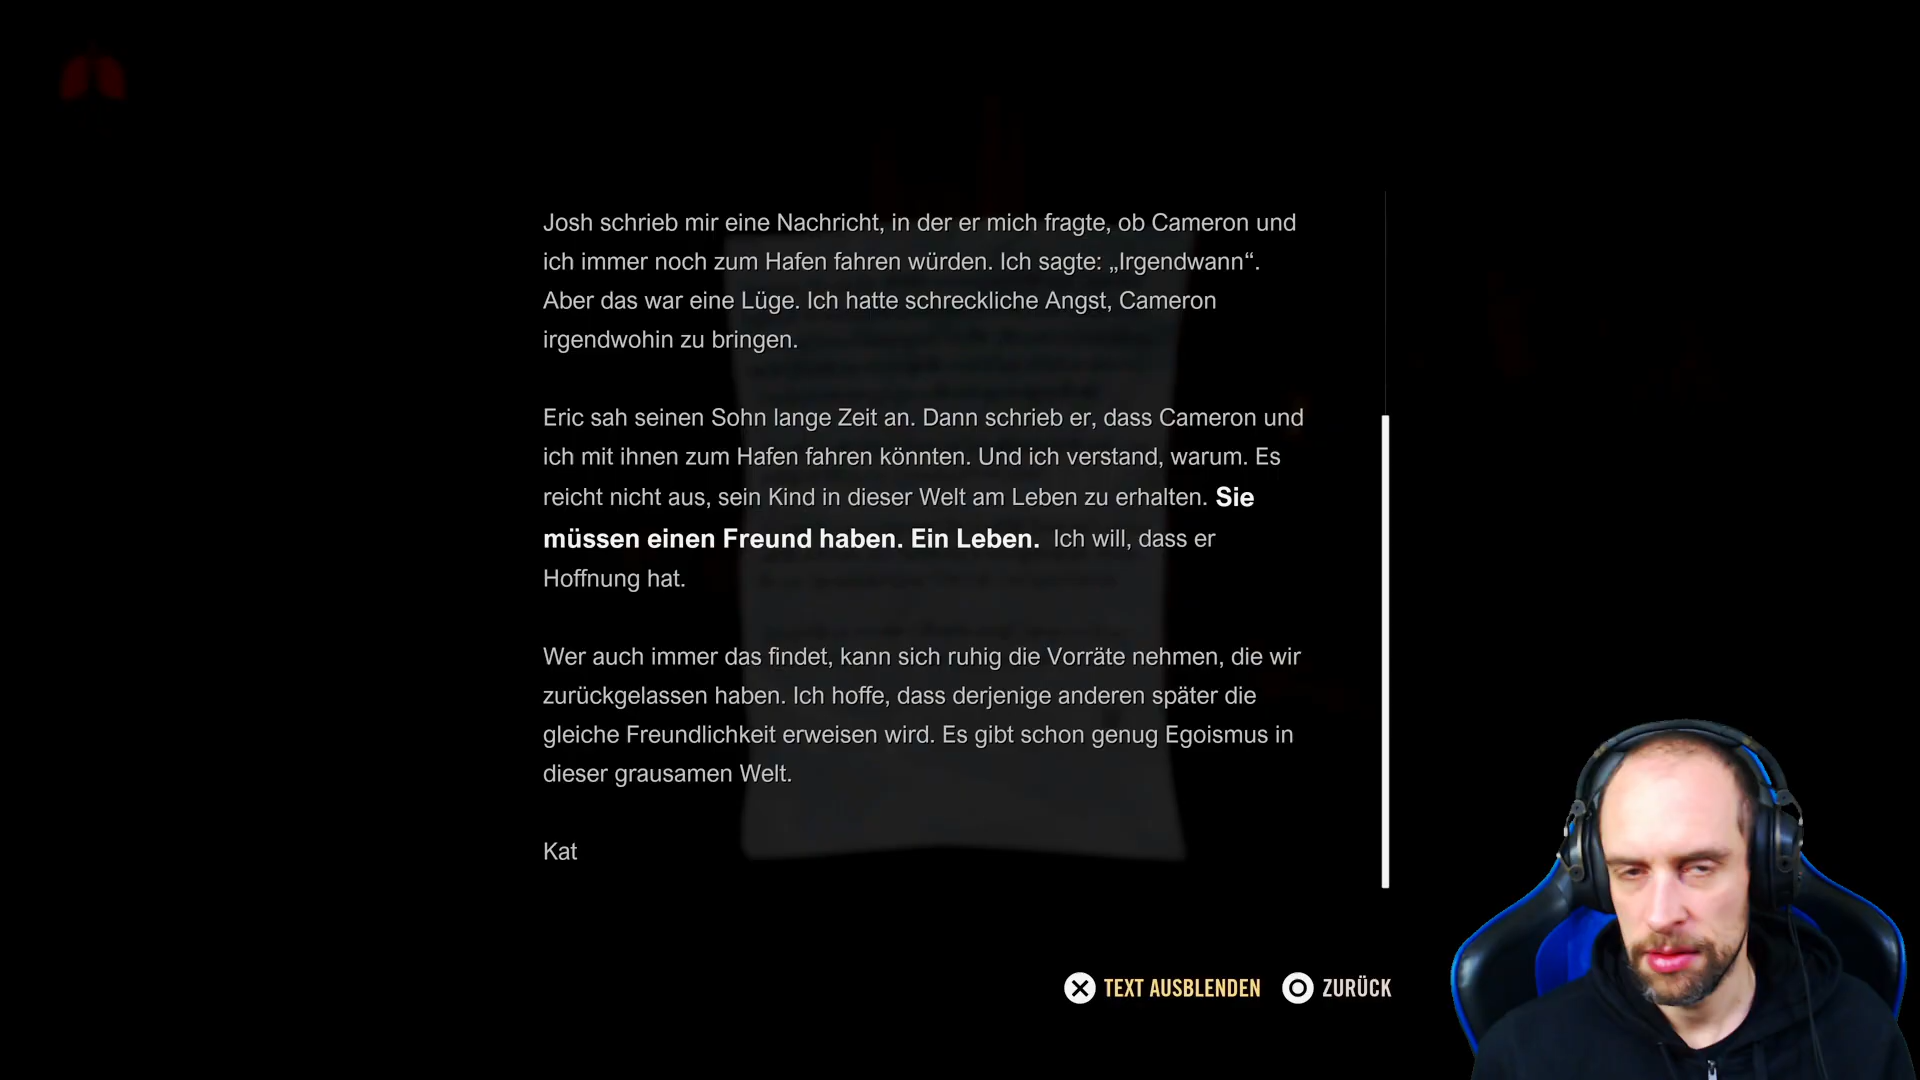 Josh schrieb mir eine Nachricht, in der er mich fragte, ob Cameron und
ich immer noch zum Hafen fahren würden. Ich sagte: „Irgendwann“.
Aber das war eine Lüge. Ich hatte schreckliche Angst, Cameron
irgendwohin zu bringen.
Eric sah seinen Sohn lange Zeit an. Dann schrieb er, dass Cameron und
ich mit ihnen zum Hafen fahren könnten. Und ich verstand, warum. Es
reicht nicht aus, sein Kind in dieser Welt am Leben zu erhalten. Sie
müssen einen Freund haben. Ein Leben. Ich will, dass er
Hoffnung hat.
Wer auch immer das findet, kann sich ruhig die Vorräte nehmen, die wir
zurückgelassen haben. Ich hoffe, dass derjenige anderen später die
gleiche Freundlichkeit erweisen wird. Es gibt schon genug Egoismus in
dieser grausamen Welt.
Kat
TEXT AUSBLENDEN ZURÜCK